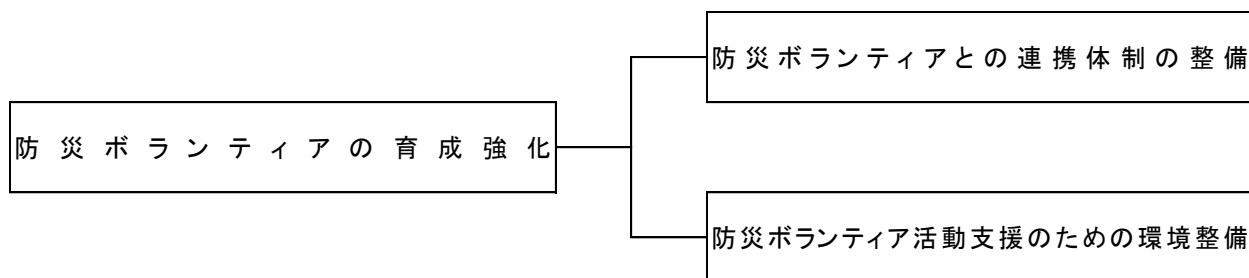 防災ボランティアとの連携体制の整備
防災ボランティアの育成強化
防災ボランティア活動支援のための環境整備